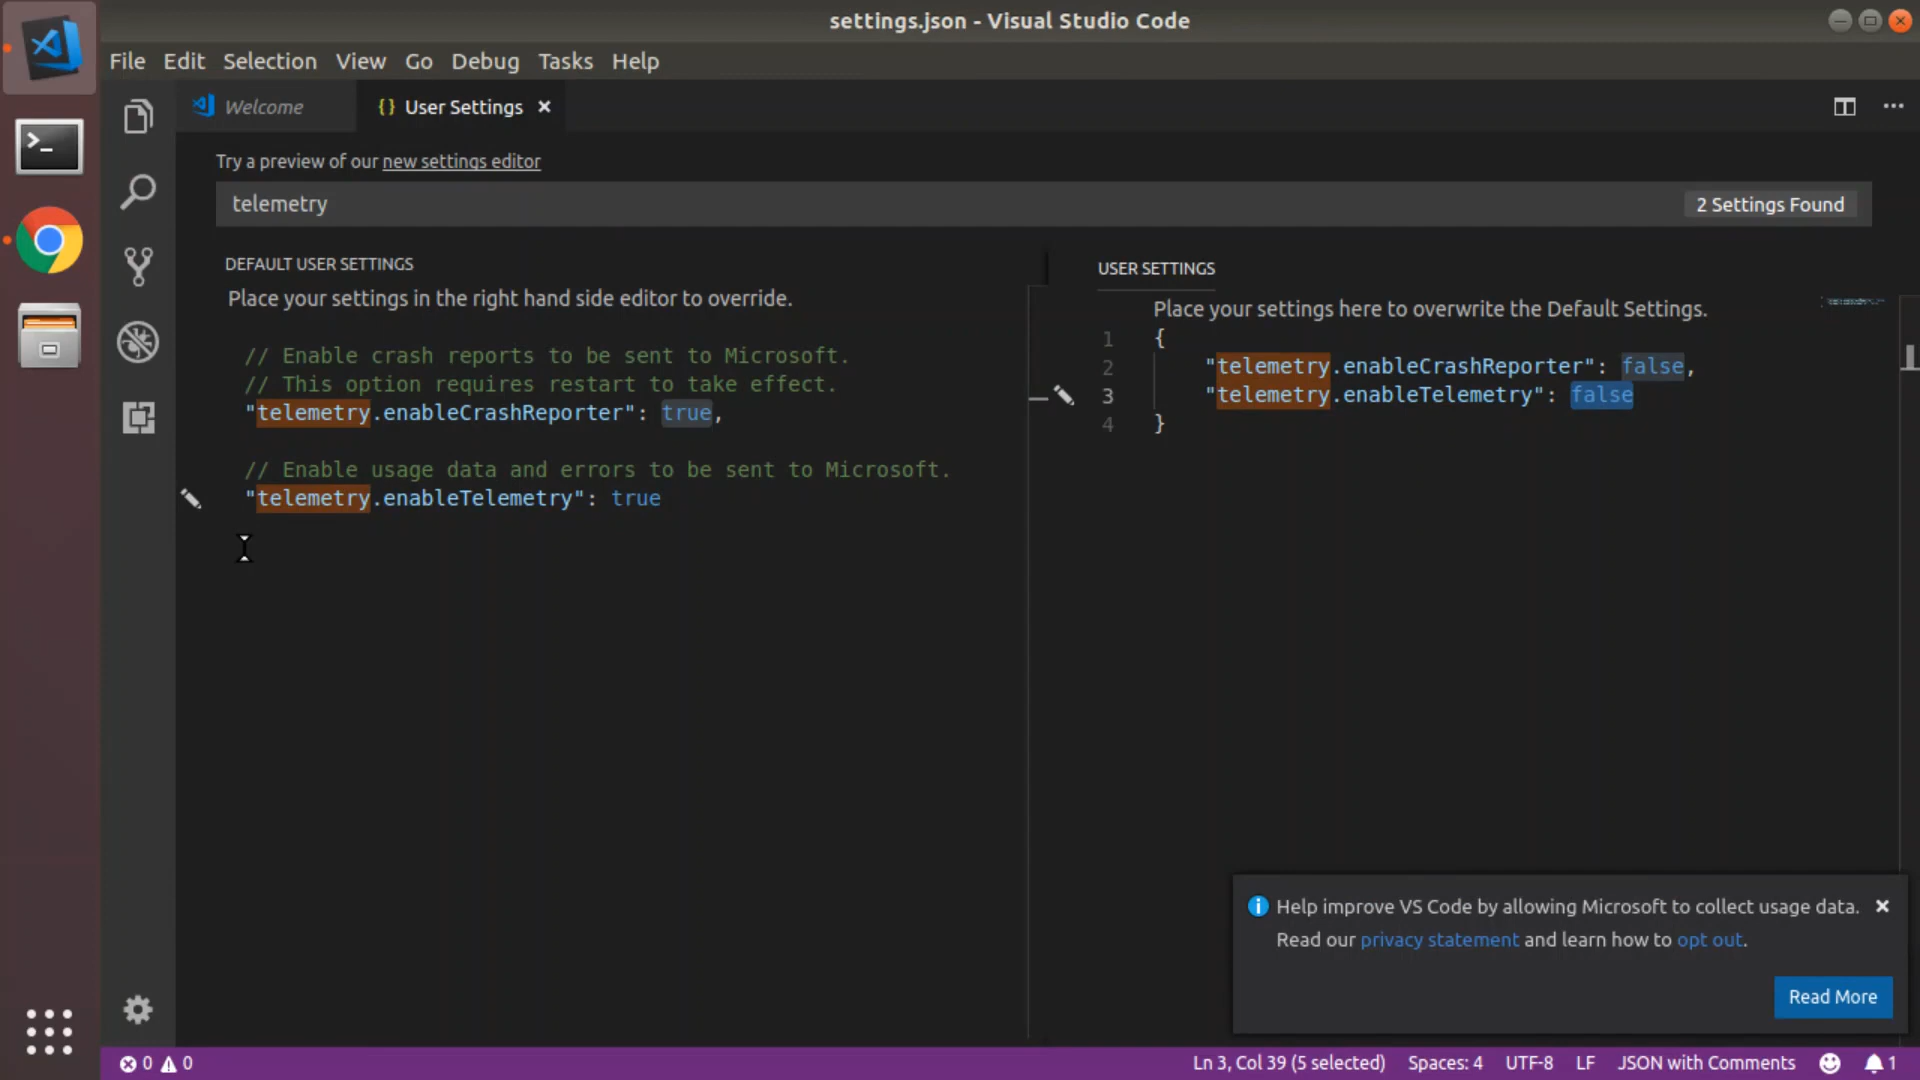 settings.json - Visual Studio Code
File Edit Selection View Go Debug Tasks Help
Welcome {} User Settings
Try a preview of our new settings editor
telemetry 2 Settings Found
DEFAULT USER SETTINGS
Place your settings in the right hand side editor to override.
// Enable crash reports to be sent to Microsoft.
// This option requires restart to take effect.
"telemetry.enableCrashReporter": true,
// Enable usage data and errors to be sent to Microsoft.
"telemetry.enableTelemetry": true
USER SETTINGS
Place your settings here to overwrite the Default Settings.
1 {
2 "telemetry.enableCrashReporter": false,
3 "telemetry.enableTelemetry": false
4 }
Help improve VS Code by allowing Microsoft to collect usage data.
Read our privacy statement and learn how to opt out.
Read More
0 0 Ln 3, Col 39 (5 selected) Spaces: 4 UTF-8 LF JSON with Comments 1